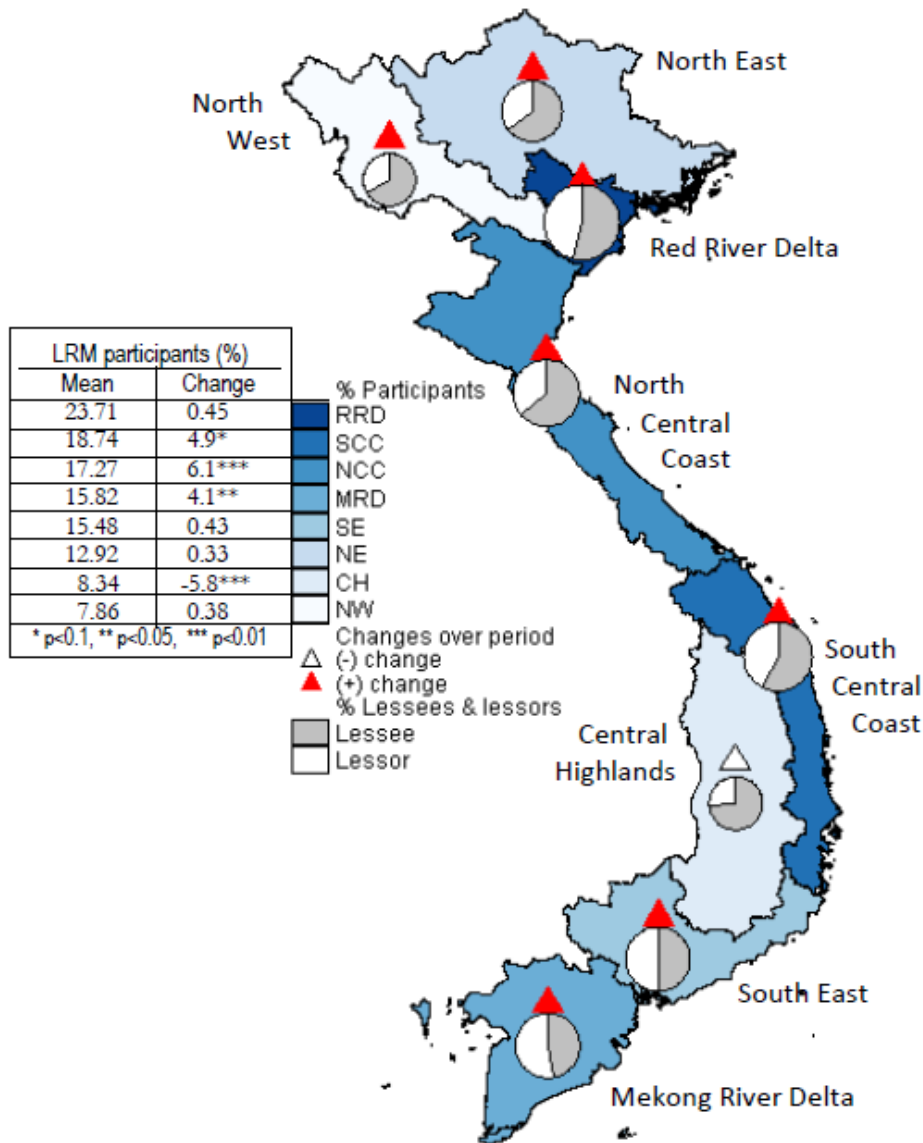 North East
North
West
Red River Delta
LRM participants (%)
Mean Change
23.71 0.45
18.74 4.9*
17.27 6.1***
15.82 4.1**
15.48 0.43
12.92 0.33
8.34 -5.8***
7.86 0.38
* p<0.1, ** p<0.05, *** p<0.01
% Participants
RRD
SCC
NCC
MRD
SE
NE
CH
NW
Changes over period
(-) change
(+) change
% Lessees & lessors
Lessee
Lessor
North
Central
Coast
South
Central
Coast
Central
Highlands
South East
Mekong River Delta